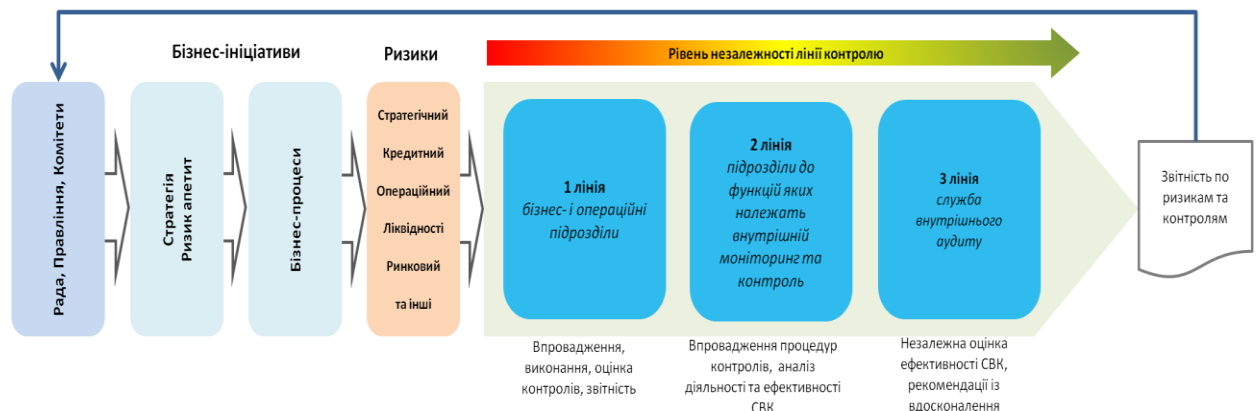 Бізнес-ініціативи
Ризики
Рівень незалежності лінії контролю
Рада, Правління, Комітети
Стратегія
Ризик апетит
Бізнес-процеси
Стратегічний
Кредитний
Операційний
Ліквідності
Ринковий
та інші
1 лінія
бізнес- і операційні
підрозділи
2 лінія
підрозділи до
функцій яких
належать
внутрішній
моніторинг та
контроль
3 лінія
служба
внутрішнього
аудиту
Звітність по
ризикам та
контролям
Впровадження,
виконання, оцінка
контролів, звітність
Впровадження процедур
контролів, аналіз
діяльності та ефективності
СВК
Незалежна оцінка
ефективності СВК,
рекомендації із
вдосконалення